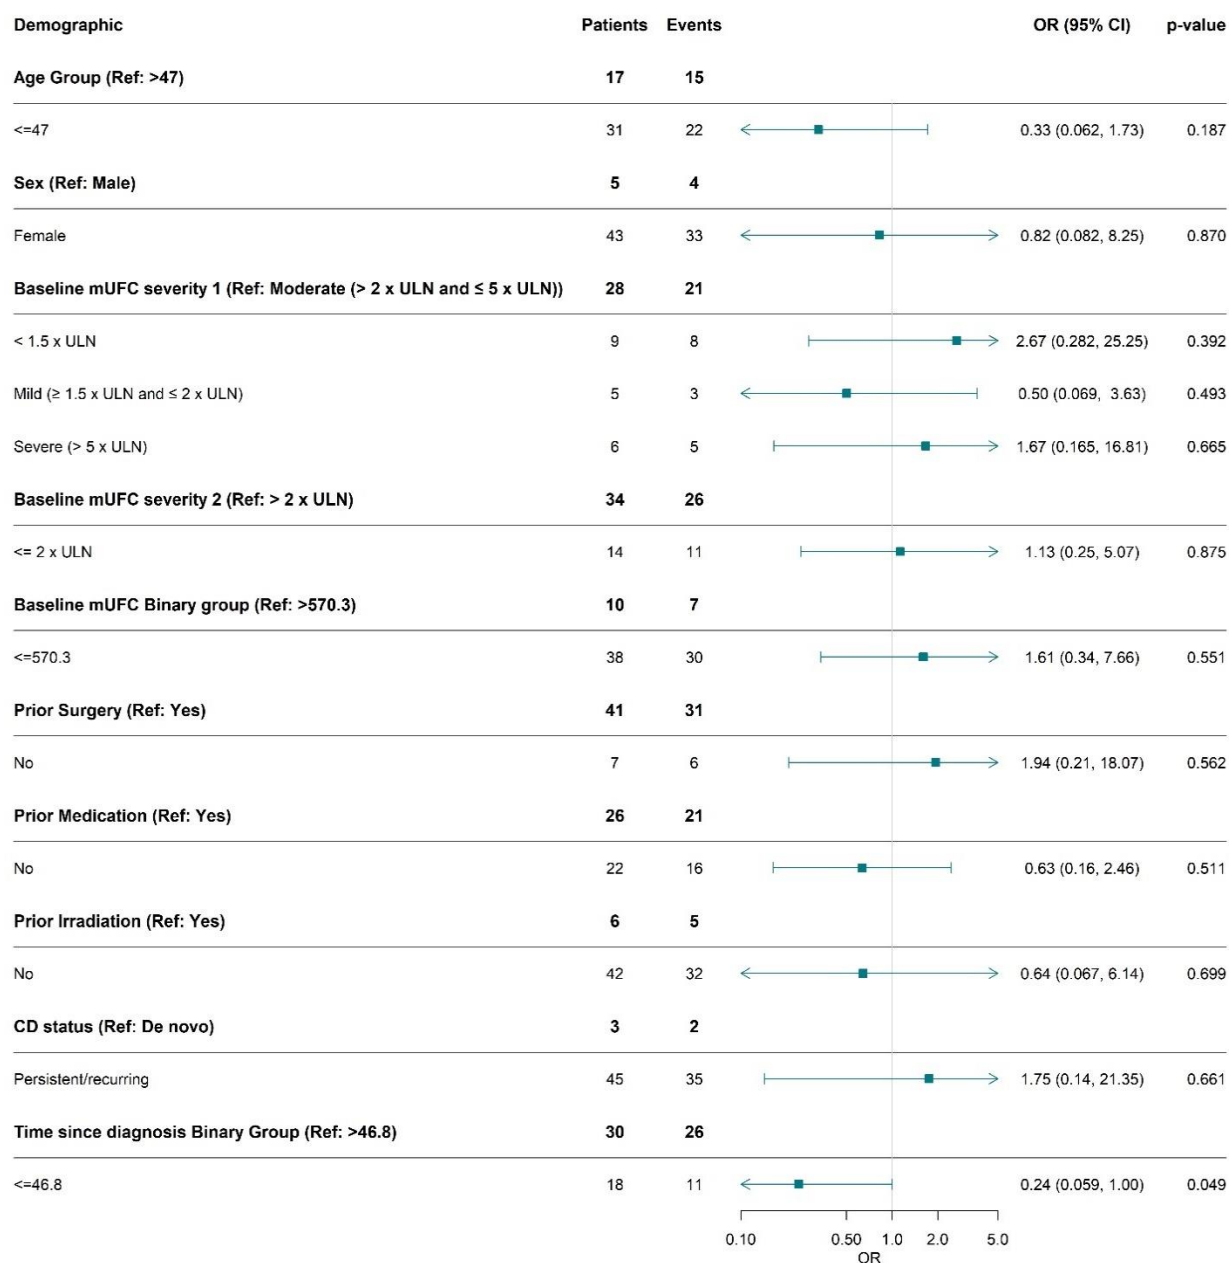 Demographic Patients Events OR (95% CI) p-value
Age Group (Ref: >47) 17 15
<=47 31 22 0.33 (0.062, 1.73) 0.187
Sex (Ref: Male) 5 4
Female 43 33 0.82 (0.082, 8.25) 0.870
Baseline mUFC severity 1 (Ref: Moderate (> 2 x ULN and ≤ 5 x ULN)) 28 21
< 1.5 x ULN 9 8 2.67 (0.282, 25.25) 0.392
Mild (≥ 1.5 x ULN and ≤ 2 x ULN) 5 3 0.50 (0.069, 3.63) 0.493
Severe (> 5 x ULN) 6 5 1.67 (0.165, 16.81) 0.665
Baseline mUFC severity 2 (Ref: > 2 x ULN) 34 26
<= 2 x ULN 14 11 1.13 (0.25, 5.07) 0.875
Baseline mUFC Binary group (Ref: >570.3) 10 7
<=570.3 38 30 1.61 (0.34, 7.66) 0.551
Prior Surgery (Ref: Yes) 41 31
No 7 6 1.94 (0.21, 18.07) 0.562
Prior Medication (Ref: Yes) 26 21
No 22 16 0.63 (0.16, 2.46) 0.511
Prior Irradiation (Ref: Yes) 6 5
No 42 32 0.64 (0.067, 6.14) 0.699
CD status (Ref: De novo) 3 2
Persistent/recurring 45 35 1.75 (0.14, 21.35) 0.661
Time since diagnosis Binary Group (Ref: >46.8) 30 26
<=46.8 18 11 0.24 (0.059, 1.00) 0.049
0.10 0.50 1.0 2.0 5.0
OR